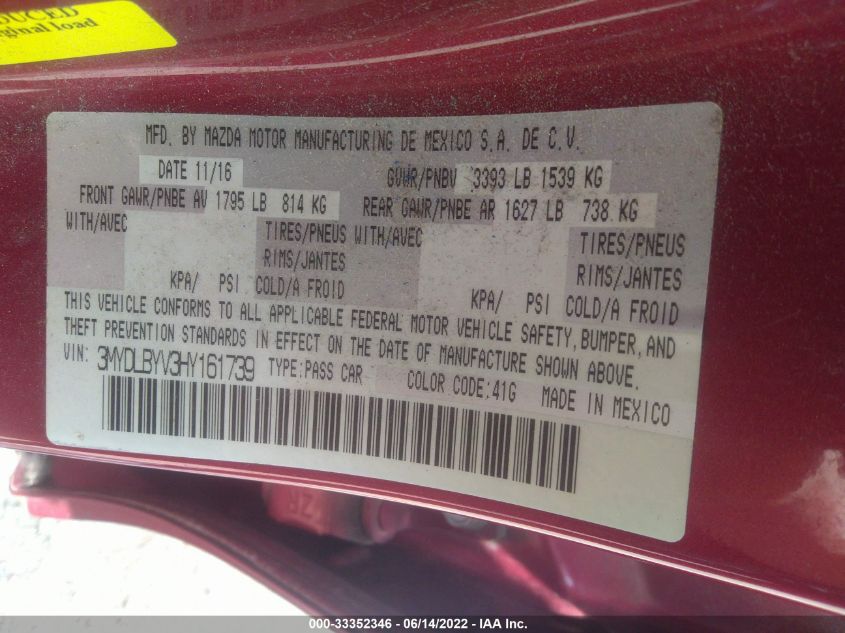 DUCED
rginal load
MFD. BY MAZDA MOTOR MANUFACTURING DE MEXICO S.A. DE C.V.
DATE 11/16 GVWR/PNBV 3393 LB 1539 KG
FRONT GAWR/PNBE AV 1795 LB 814 KG REAR GAWR/PNBE AR 1627 LB 738 KG
WITH/AVEC TIRES/PNEUS WITH/AVEC TIRES/PNEUS
RIMS/JANTES RIMS/JANTES
KPA/ PSI COLD/A FROID KPA/ PSI COLD/A FROID
THIS VEHICLE CONFORMS TO ALL APPLICABLE FEDERAL MOTOR VEHICLE SAFETY, BUMPER, AND
THEFT PREVENTION STANDARDS IN EFFECT ON THE DATE OF MANUFACTURE SHOWN ABOVE.
VIN: 3MYDLBYV3HY161739 TYPE:PASS CAR COLOR CODE:41G MADE IN MEXICO
000-33352346 - 06/14/2022 - IAA Inc.